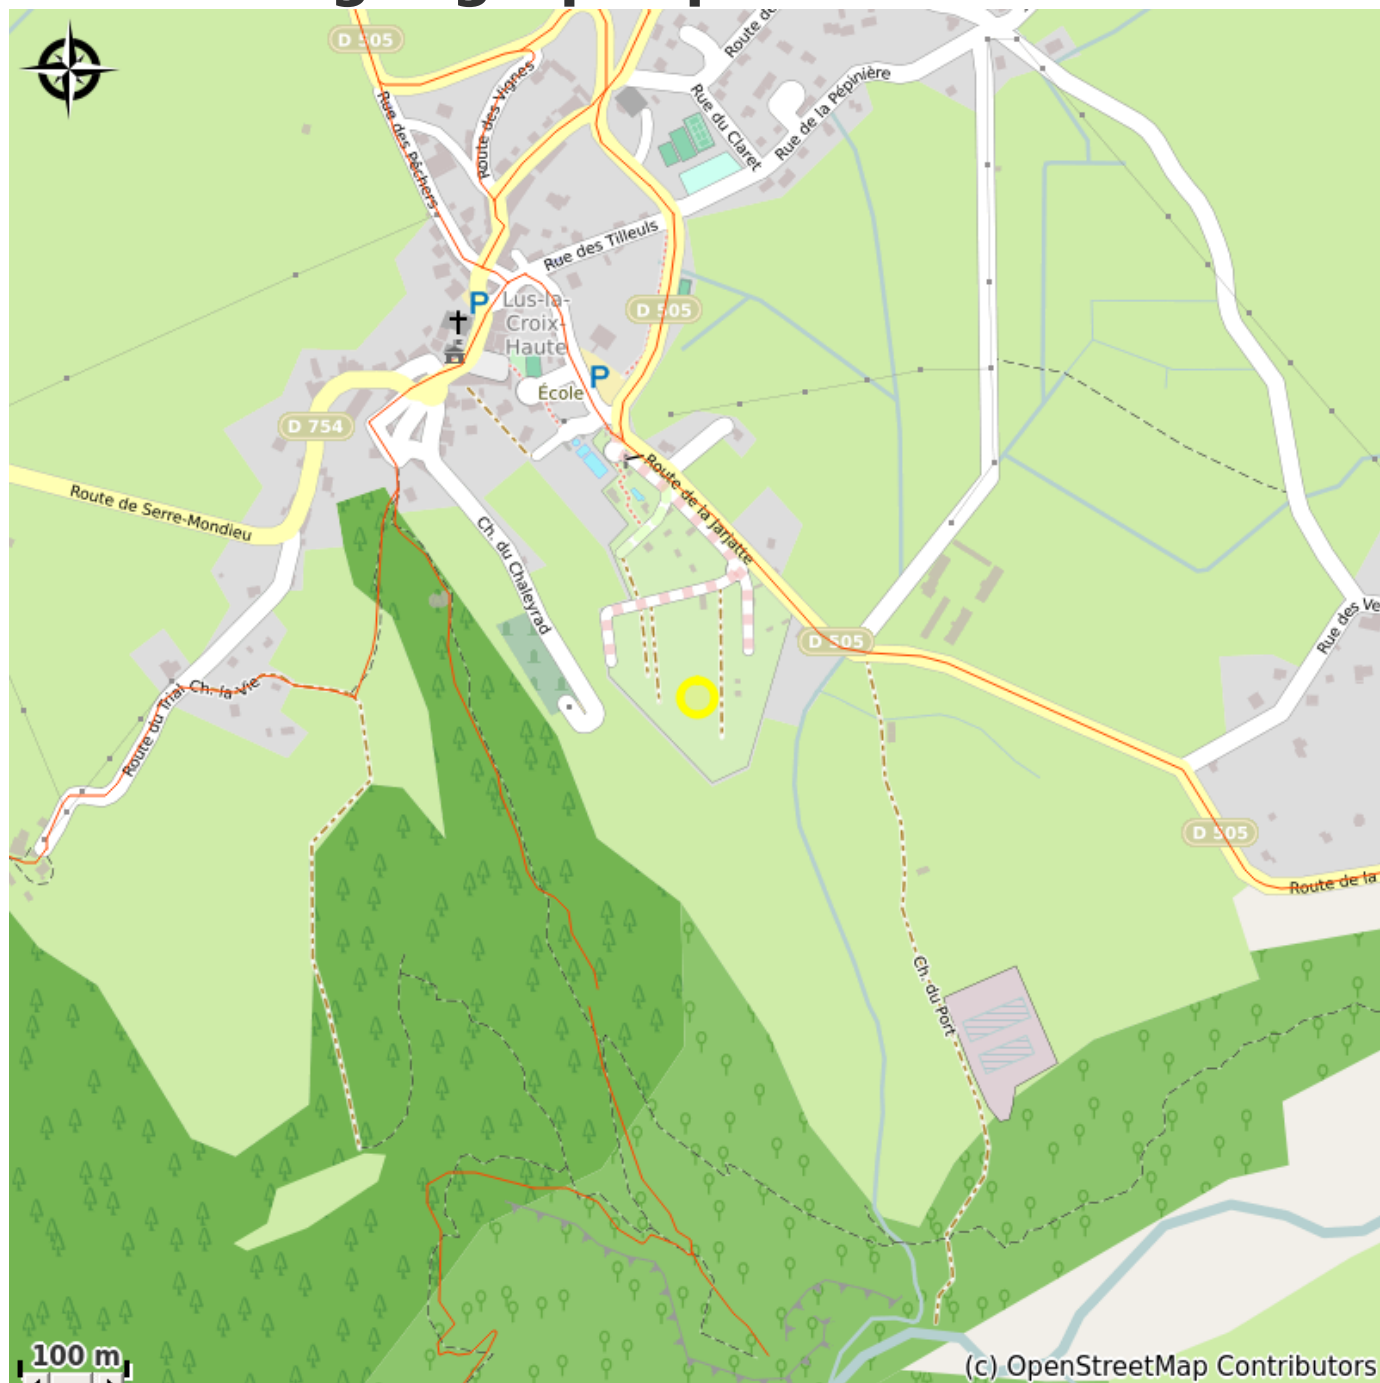 D 505
Route des Vignes
Rue des Pêchers
Rue du Claret
Rue de la Pépinière
Rue des Tilleuls
Lus-la-
Croix-
Haute
P
D 505
P
École
D 754
Route de Serre-Mondieu
Route de la Jarjatte
Ch. du Chaleyrad
D 505
Ch. la Vie
Route du Trial
D 505
Route de la
Ch. du Port
100 m
(c) OpenStreetMap Contributors